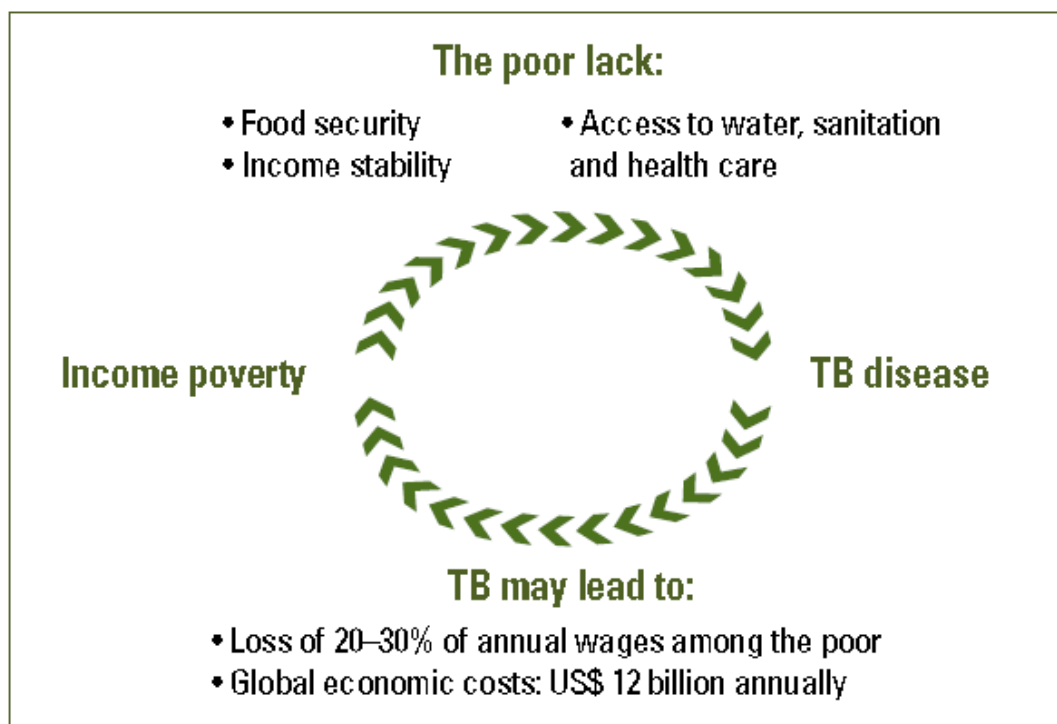 The poor lack:
• Food security
• Income stability
• Access to water, sanitation
and health care
Income poverty
TB disease
TB may lead to:
• Loss of 20–30% of annual wages among the poor
• Global economic costs: US$ 12 billion annually